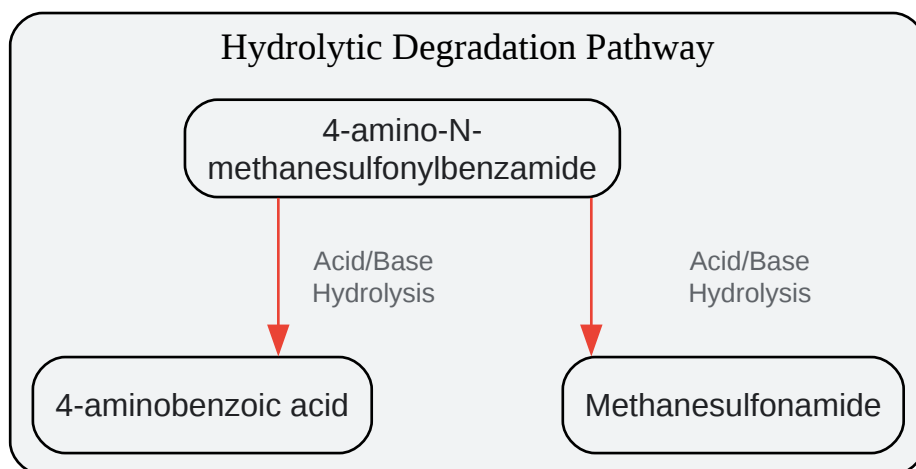 Hydrolytic Degradation Pathway
4-amino-N-
methanesulfonylbenzamide
Acid/Base
Hydrolysis
Acid/Base
Hydrolysis
4-aminobenzoic acid
Methanesulfonamide